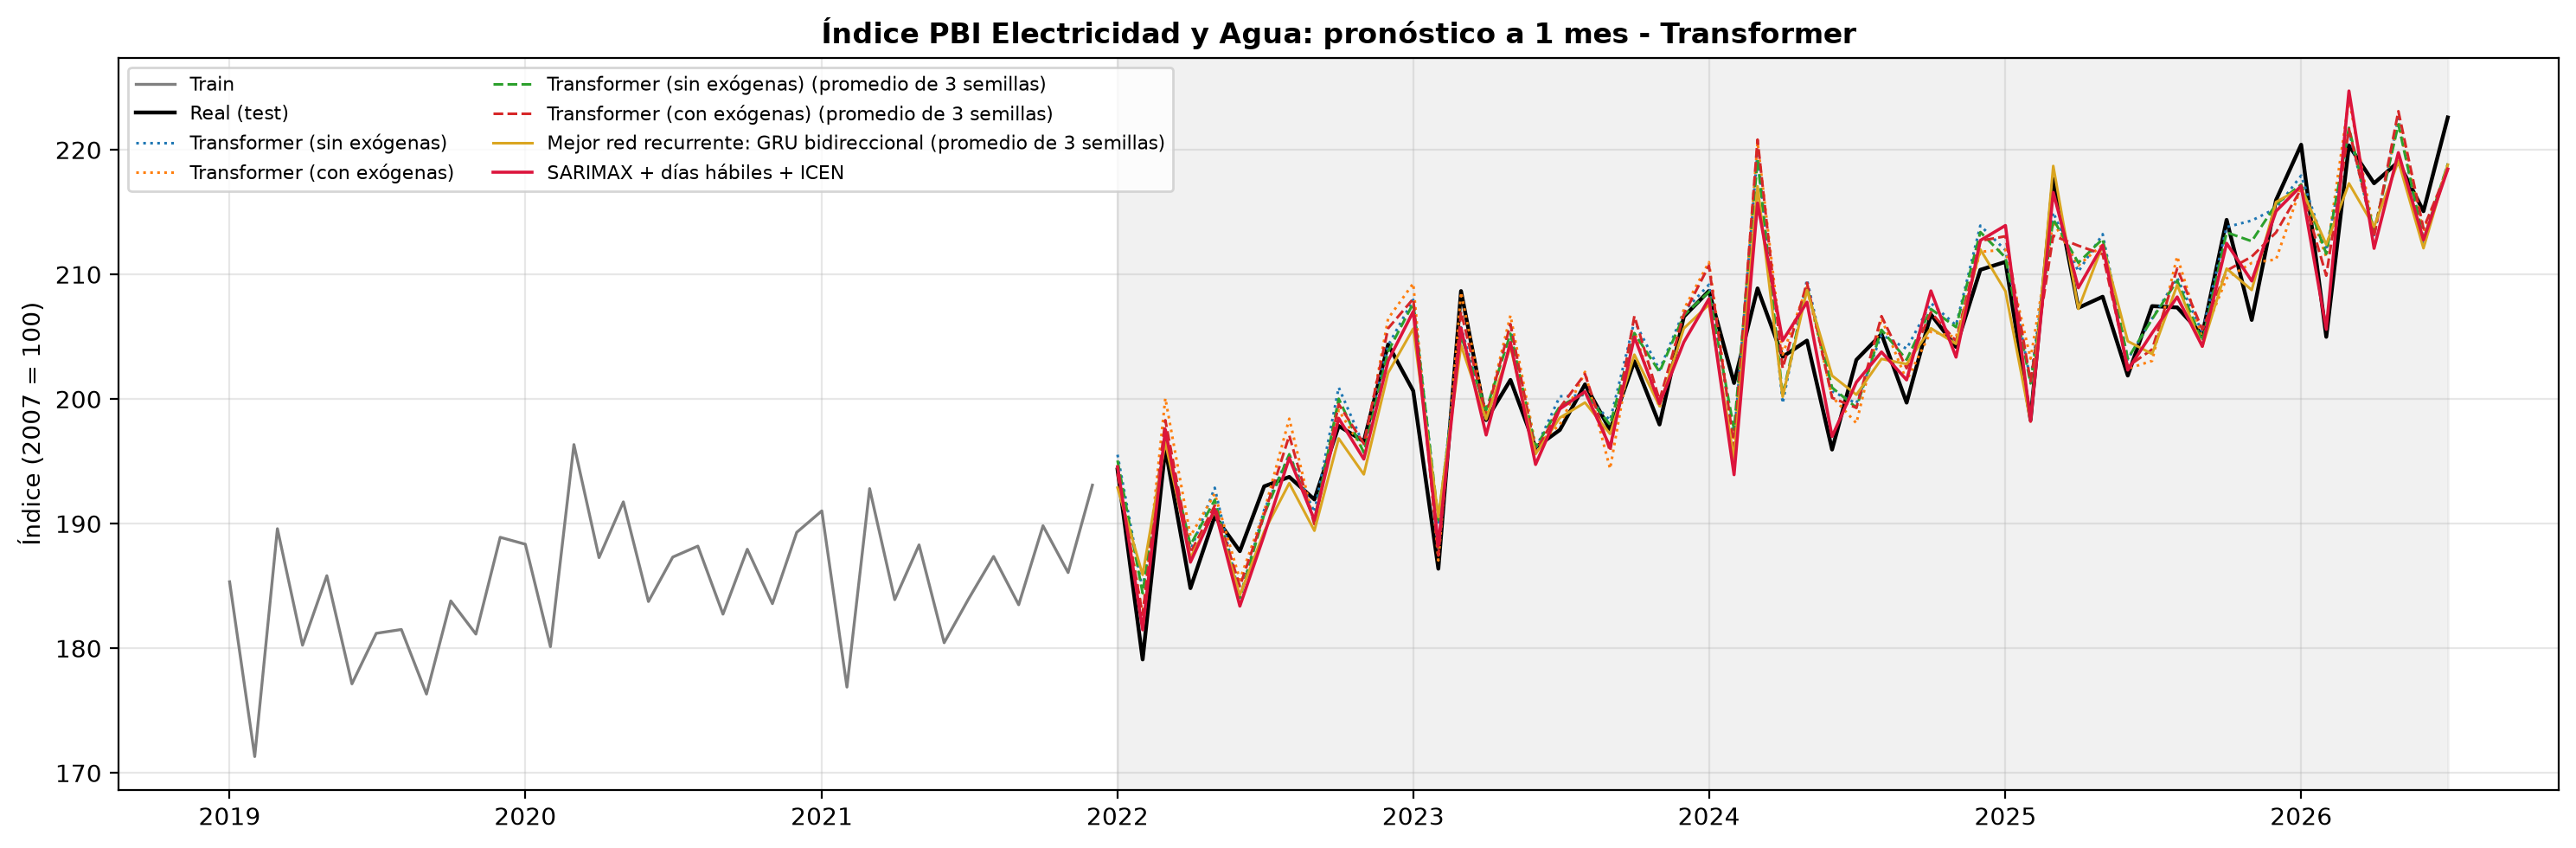 Índice PBI Electricidad y Agua: pronóstico a 1 mes - Transformer
Train
Real (test)
Transformer (sin exógenas)
Transformer (con exógenas)
Transformer (sin exógenas) (promedio de 3 semillas)
Transformer (con exógenas) (promedio de 3 semillas)
Mejor red recurrente: GRU bidireccional (promedio de 3 semillas)
SARIMAX + días hábiles + ICEN
Índice (2007 = 100)
220
210
200
190
180
170
2019
2020
2021
2022
2023
2024
2025
2026